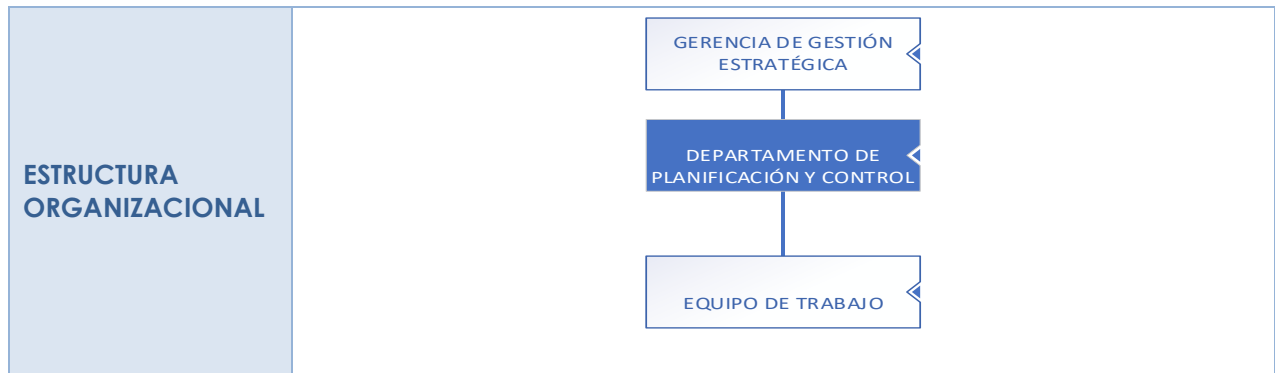 ESTRUCTURA
ORGANIZACIONAL
GERENCIA DE GESTIÓN
ESTRATÉGICA
DEPARTAMENTO DE
PLANIFICACIÓN Y CONTROL
EQUIPO DE TRABAJO